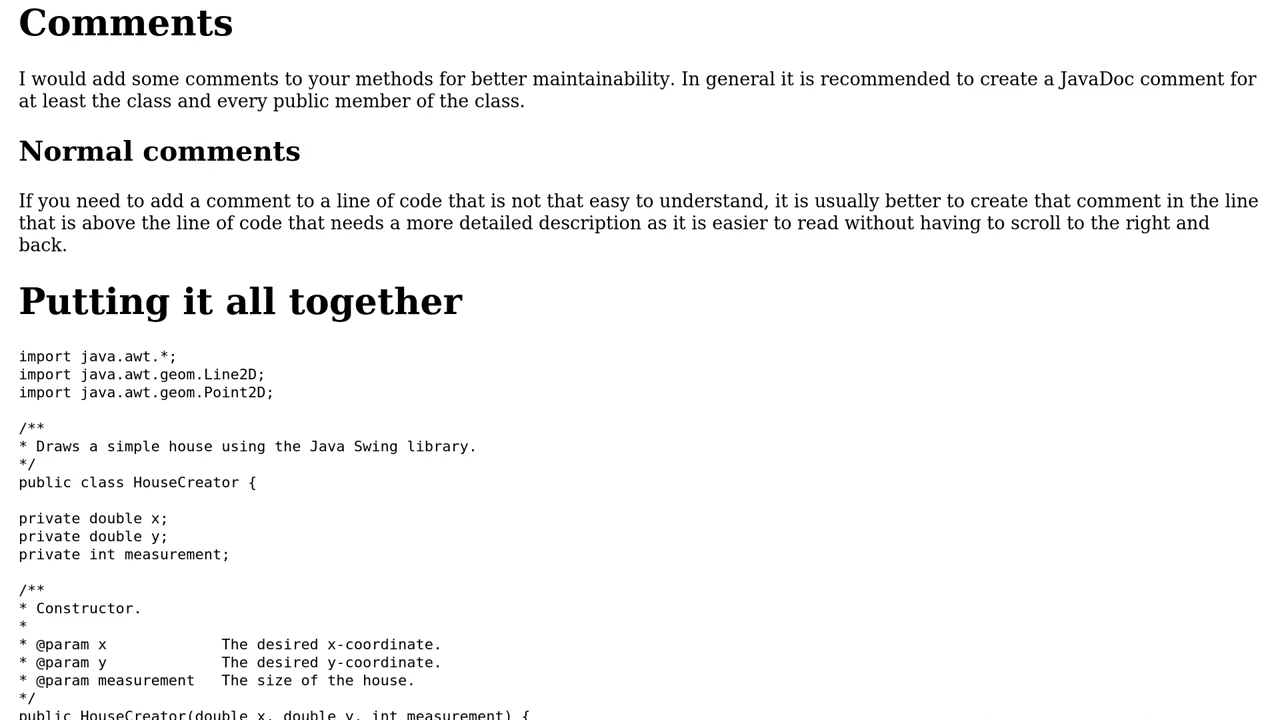 Comments
I would add some comments to your methods for better maintainability. In general it is recommended to create a JavaDoc comment for
at least the class and every public member of the class.
Normal comments
If you need to add a comment to a line of code that is not that easy to understand, it is usually better to create that comment in the line
that is above the line of code that needs a more detailed description as it is easier to read without having to scroll to the right and
back.
Putting it all together
import java.awt.*;
import java.awt.geom.Line2D;
import java.awt.geom.Point2D;
/**
* Draws a simple house using the Java Swing library.
*/
public class HouseCreator {
private double x;
private double y;
private int measurement;
/**
* Constructor.
*
* @param x             The desired x-coordinate.
* @param y             The desired y-coordinate.
* @param measurement   The size of the house.
*/
public HouseCreator(double x, double y, int measurement) {